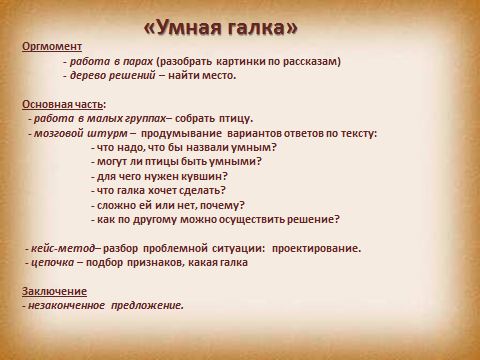 «Умная галка»
Оргмомент
- работа в парах (разобрать картинки по рассказам)
- дерево решений – найти место.
Основная часть:
- работа в малых группах– собрать птицу.
- мозговой штурм – продумывание вариантов ответов по тексту:
- что надо, что бы назвали умным?
- могут ли птицы быть умными?
- для чего нужен кувшин?
- что галка хочет сделать?
- сложно ей или нет, почему?
- как по другому можно осуществить решение?
- кейс-метод– разбор проблемной ситуации: проектирование.
- цепочка – подбор признаков, какая галка
Заключение
- незаконченное предложение.